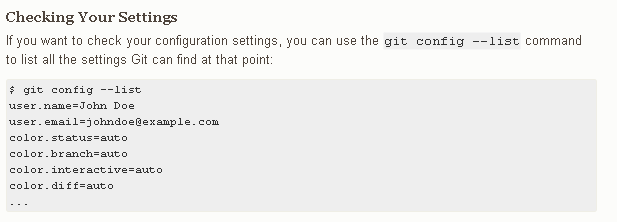 Checking Your Settings
If you want to check your configuration settings, you can use the git config --list command
to list all the settings Git can find at that point:
$ git config --list
user.name=John Doe
user.email=johndoe@example.com
color.status=auto
color.branch=auto
color.interactive=auto
color.diff=auto
...